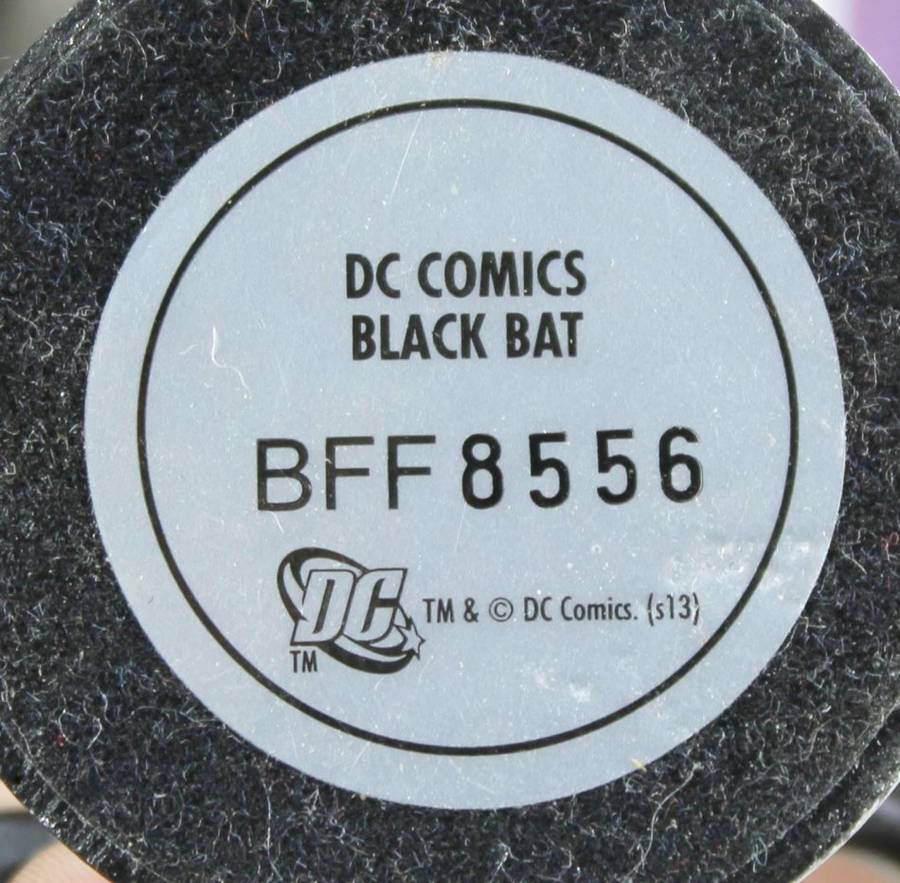 DC COMICS
BLACK BAT
BFF8556
DC TM & © DC Comics. (s13)
TM